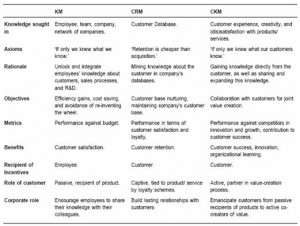 KM CRM CKM
Knowledge sought in Employee, team, company, network of companies. Customer Database. Customer experience, creativity, and (dis)satisfaction with products/services.
Axioms 'If only we knew what we know.' 'Retention is cheaper than acquisition.' 'If only we knew what our customers know.'
Rationale Unlock and integrate employees' knowledge about customers, sales processes, and R&D. Mining knowledge about the customer in company's databases. Gaining knowledge directly from the customer, as well as sharing and expanding this knowledge.
Objectives Efficiency gains, cost saving, and avoidance of re-inventing the wheel. Customer base nurturing, maintaining company's customer base. Collaboration with customers for joint value creation.
Metrics Performance against budget. Performance in terms of customer satisfaction and loyalty. Performance against competitors in innovation and growth, contribution to customer success.
Benefits Customer satisfaction. Customer retention. Customer success, innovation, organizational learning.
Recipient of Incentives Employee. Customer. Customer.
Role of customer Passive, recipient of product. Captive, tied to product/service by loyalty schemes. Active, partner in value-creation process.
Corporate role Encourage employees to share their knowledge with their colleagues. Build lasting relationships with customers. Emancipate customers from passive recipients of products to active co-creators of value.